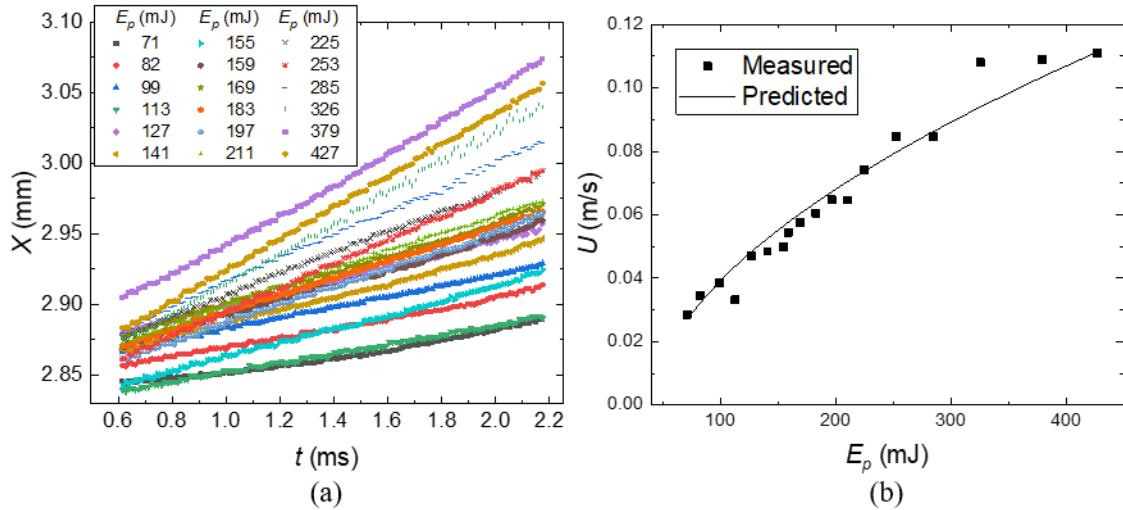 3.10
3.05
3.00
2.95
2.90
2.85
X (mm)
E_p (mJ) E_p (mJ) E_p (mJ)
71 155 225
82 159 253
99 169 285
113 183 326
127 197 379
141 211 427
0.6 0.8 1.0 1.2 1.4 1.6 1.8 2.0 2.2
t (ms)
(a)
0.12
0.10
0.08
0.06
0.04
0.02
0.00
U (m/s)
Measured
Predicted
100 200 300 400
E_p (mJ)
(b)